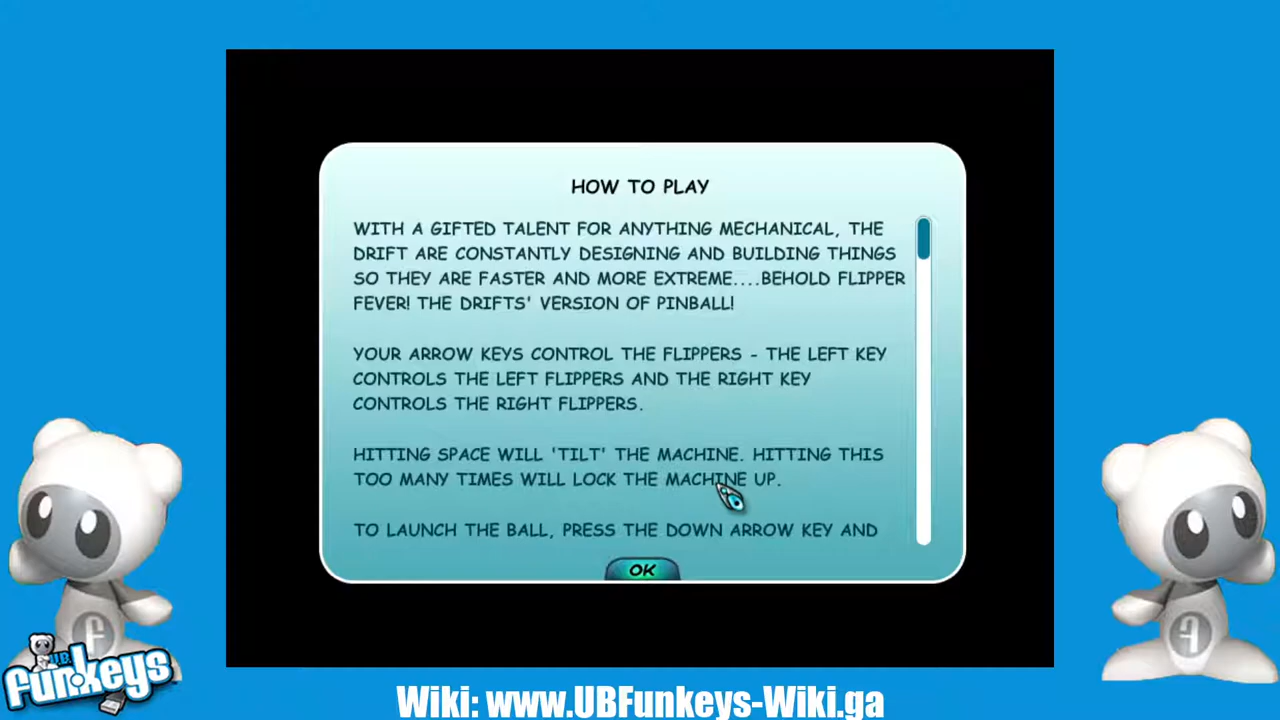 HOW TO PLAY
WITH A GIFTED TALENT FOR ANYTHING MECHANICAL, THE
DRIFT ARE CONSTANTLY DESIGNING AND BUILDING THINGS
SO THEY ARE FASTER AND MORE EXTREME....BEHOLD FLIPPER
FEVER! THE DRIFTS' VERSION OF PINBALL!
YOUR ARROW KEYS CONTROL THE FLIPPERS - THE LEFT KEY
CONTROLS THE LEFT FLIPPERS AND THE RIGHT KEY
CONTROLS THE RIGHT FLIPPERS.
HITTING SPACE WILL 'TILT' THE MACHINE. HITTING THIS
TOO MANY TIMES WILL LOCK THE MACHINE UP.
TO LAUNCH THE BALL, PRESS THE DOWN ARROW KEY AND
OK
U.B.
funkeys
Wiki: www.UBFunkeys-Wiki.ga